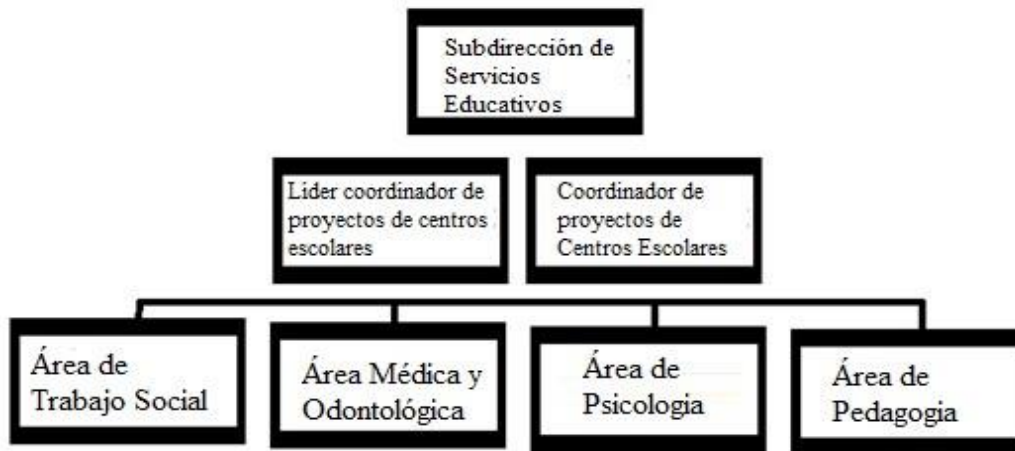 Subdirección de
Servicios
Educativos
Lider coordinador de
proyectos de centros
escolares
Coordinador de
proyectos de
Centros Escolares
Área de
Trabajo Social
Área Médica y
Odontológica
Área de
Psicologia
Área de
Pedagogia